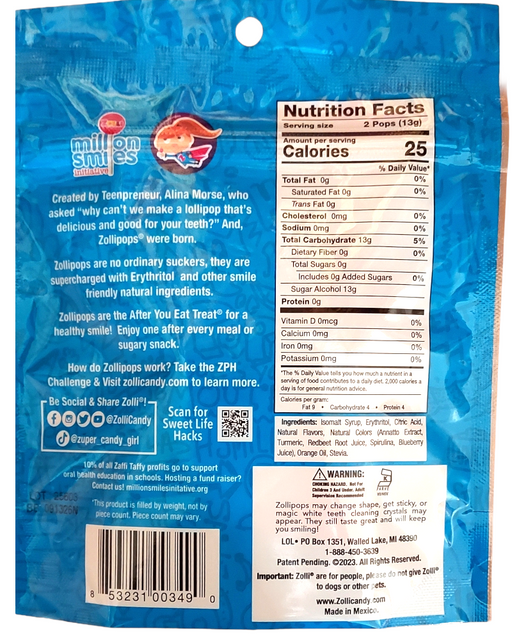 million
smiles
initiative
Created by Teenpreneur, Alina Morse, who
asked "why can't we make a lollipop that's
delicious and good for your teeth?" And,
Zollipops® were born.
Zollipops are no ordinary suckers, they are
supercharged with Erythritol and other smile
friendly natural ingredients.
Zollipops are the After You Eat Treat® for a
healthy smile! Enjoy one after every meal or
sugary snack.
How do Zollipops work? Take the ZPH
Challenge & Visit zollicandy.com to learn more.
Be Social & Share Zolli®!
@ZolliCandy
@zuper_candy_girl
Scan for
Sweet Life
Hacks
10% of all Zaffi Taffy profits go to support
oral health education in schools. Hosting a fund raiser?
Contact us! millionsmilesinitiative.org
*This product is filled by weight, not by
piece count. Piece count may vary.
8 53231 00349 0
Nutrition Facts
Serving size 2 Pops (13g)
Amount per serving
Calories 25
% Daily Value*
Total Fat 0g 0%
Saturated Fat 0g 0%
Trans Fat 0g
Cholesterol 0mg 0%
Sodium 0mg 0%
Total Carbohydrate 13g 5%
Dietary Fiber 0g 0%
Total Sugars 0g
Includes 0g Added Sugars 0%
Sugar Alcohol 13g
Protein 0g
Vitamin D 0mcg 0%
Calcium 0mg 0%
Iron 0mg 0%
Potassium 0mg 0%
*The % Daily Value tells you how much a nutrient in a
serving of food contributes to a daily diet. 2,000 calories a
day is for general nutrition advice.
Calories per gram:
Fat 9 • Carbohydrate 4 • Protein 4
Ingredients: Isomalt Syrup, Erythritol, Citric Acid,
Natural Flavors, Natural Colors (Annatto Extract,
Turmeric, Redbeet Root Juice, Spirulina, Blueberry
Juice), Orange Oil, Stevia.
WARNING:
CHOKING HAZARD. Not For
Children 3 And Under. Adult
Supervision Recommended
Zollipops may change shape, get sticky, or
magic white teeth cleaning crystals may
appear. They still taste great and will keep
you smiling!
LOL • PO Box 1351, Walled Lake, MI 48390
1-888-450-3639
Patent Pending. ©2023. All Rights Reserved.
Important: Zolli® are for people, please do not give Zolli®
to dogs or other pets.
www.Zollicandy.com
Made in Mexico.